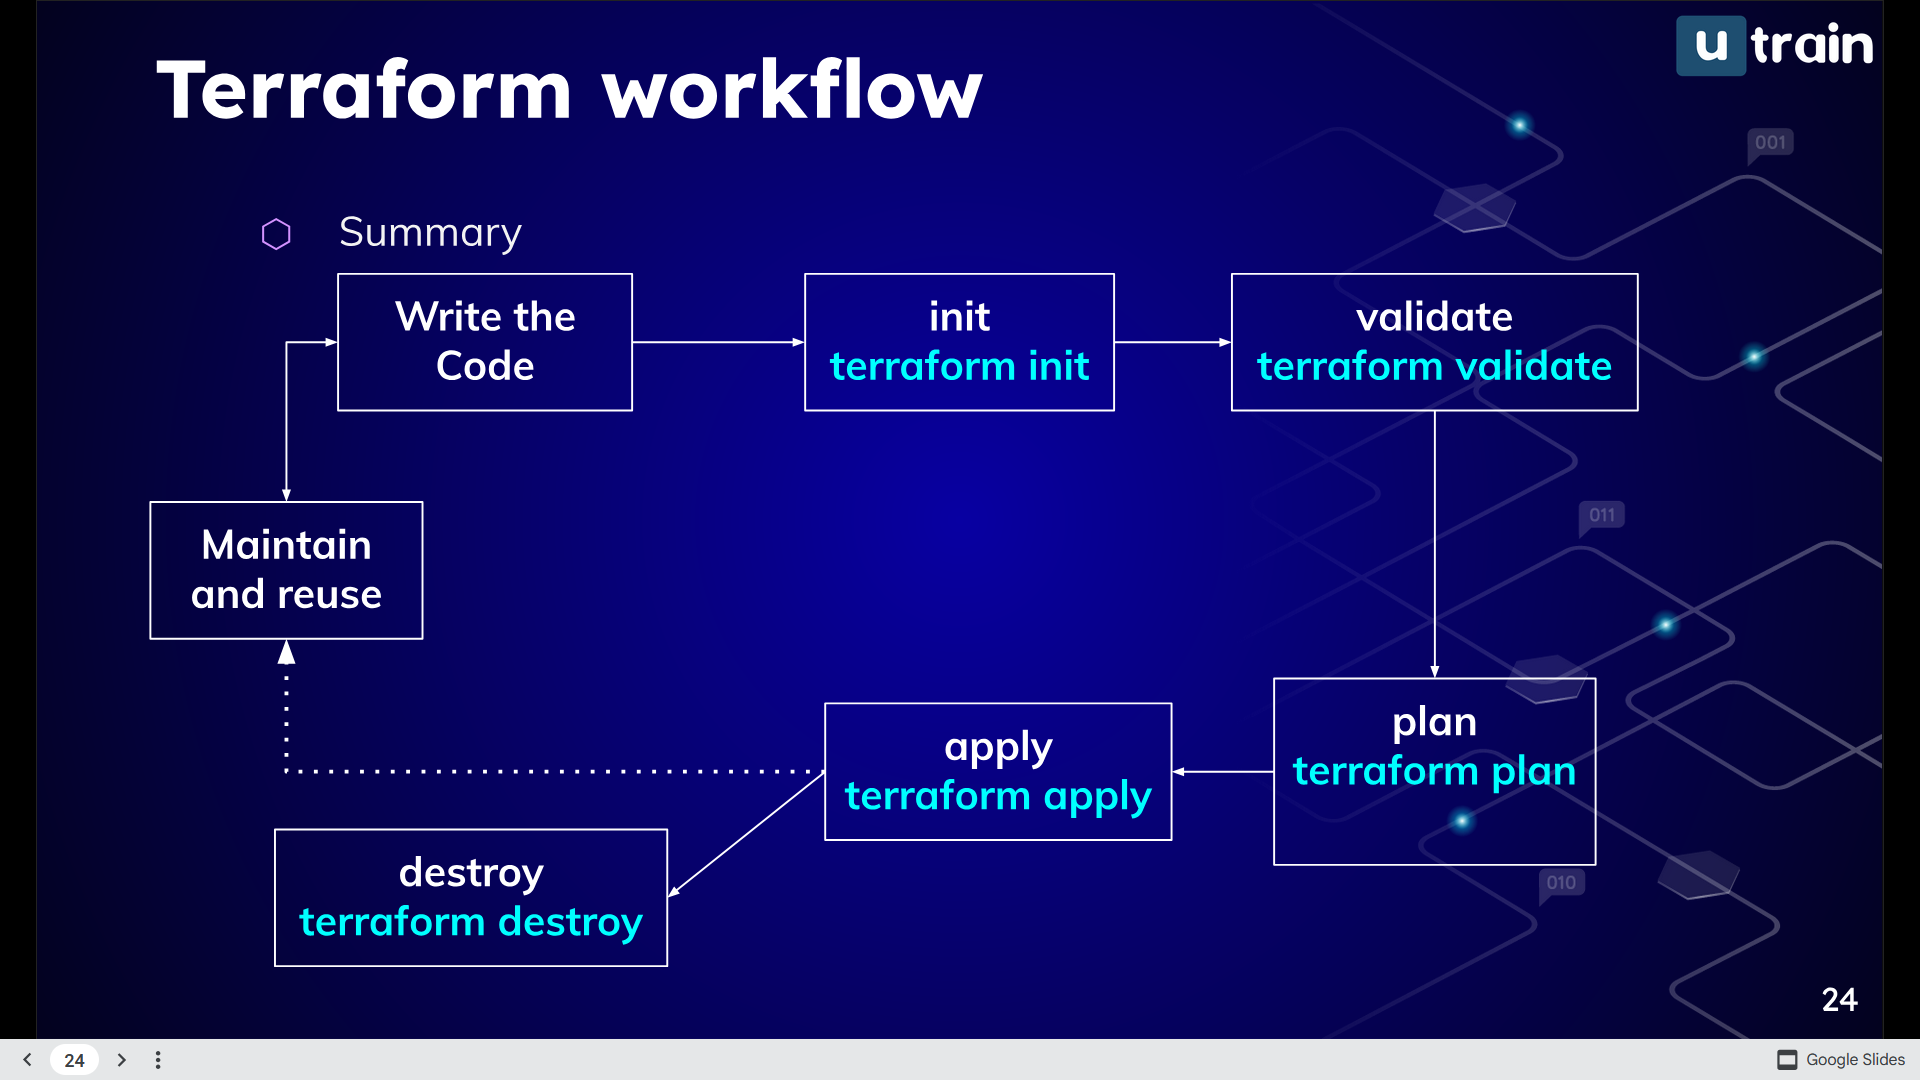 Terraform workflow
u train
001
Summary
Write the
Code
init
terraform init
validate
terraform validate
011
Maintain
and reuse
plan
terraform plan
apply
terraform apply
destroy
terraform destroy
010
24
24
Google Slides